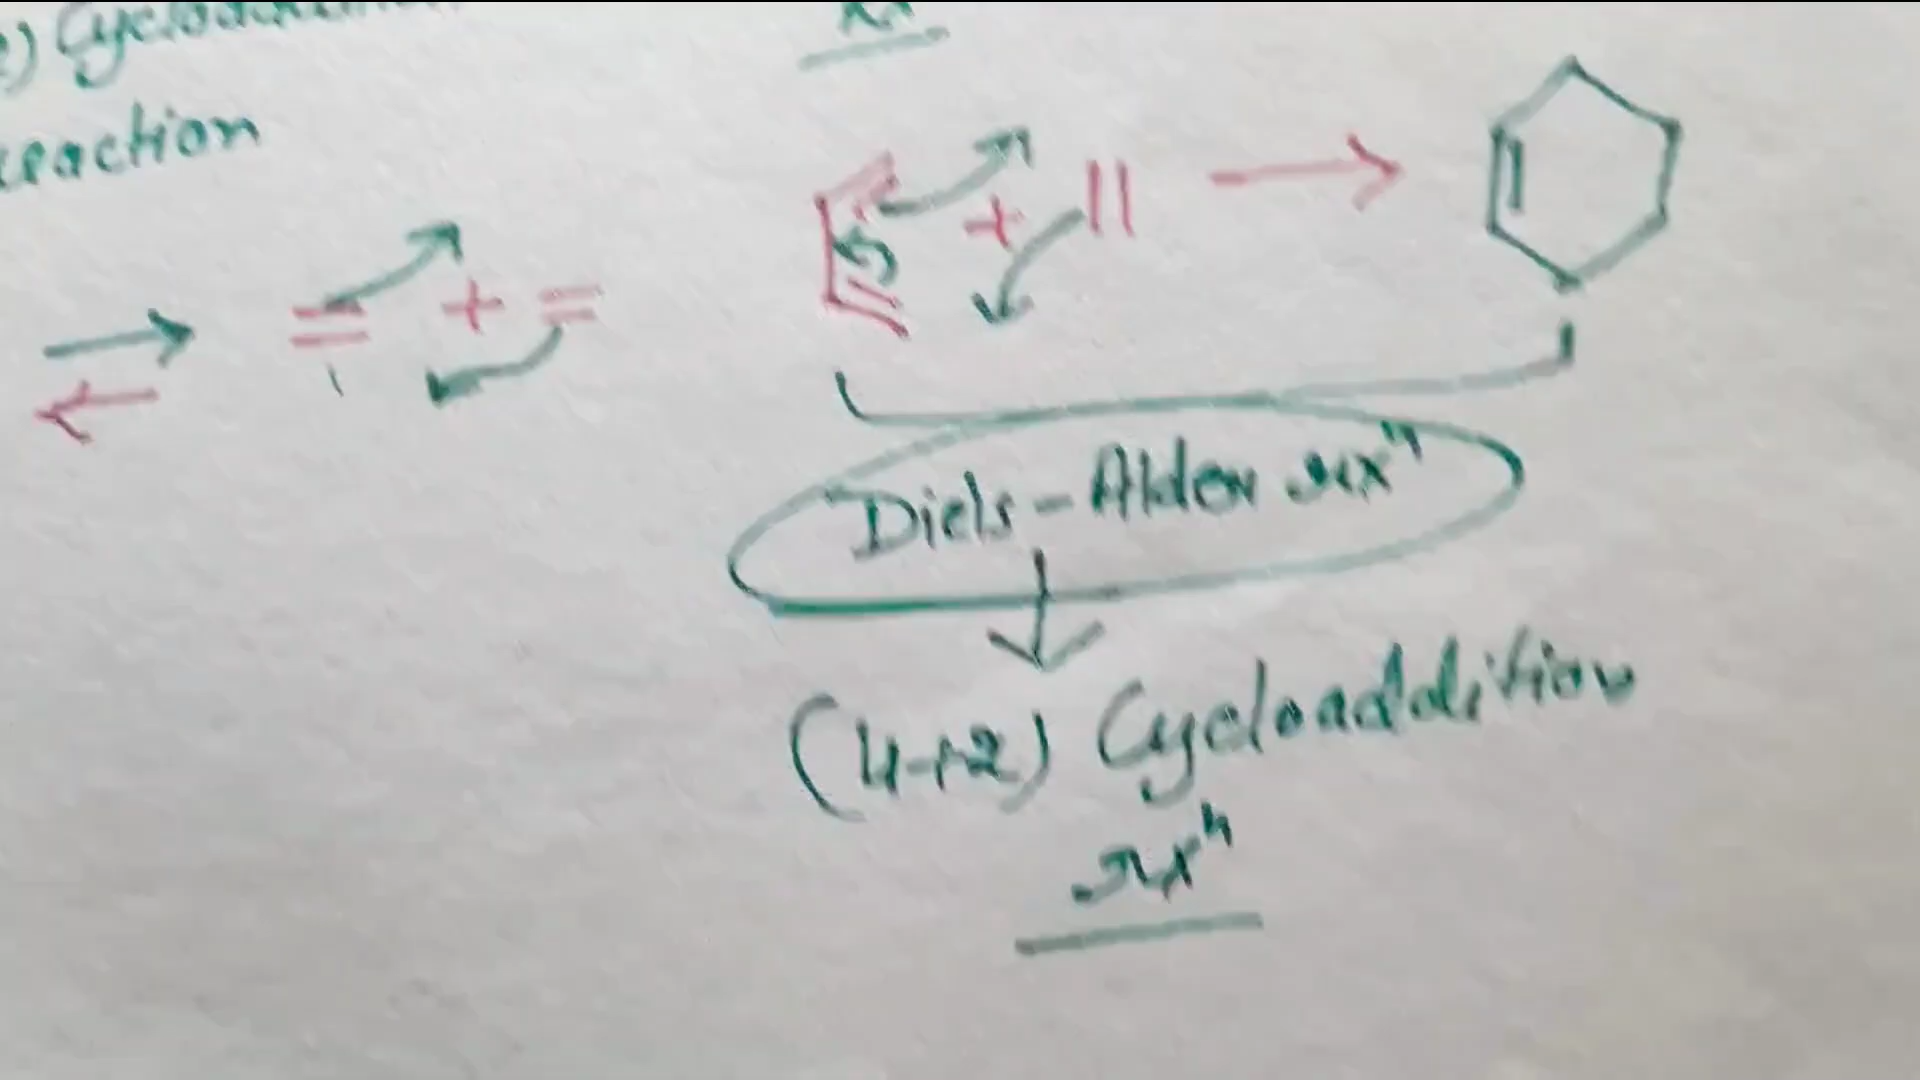 Cycloaddition
reaction
+
+
Diels-Alder rxⁿ
(4+2) Cycloaddition
rxⁿ